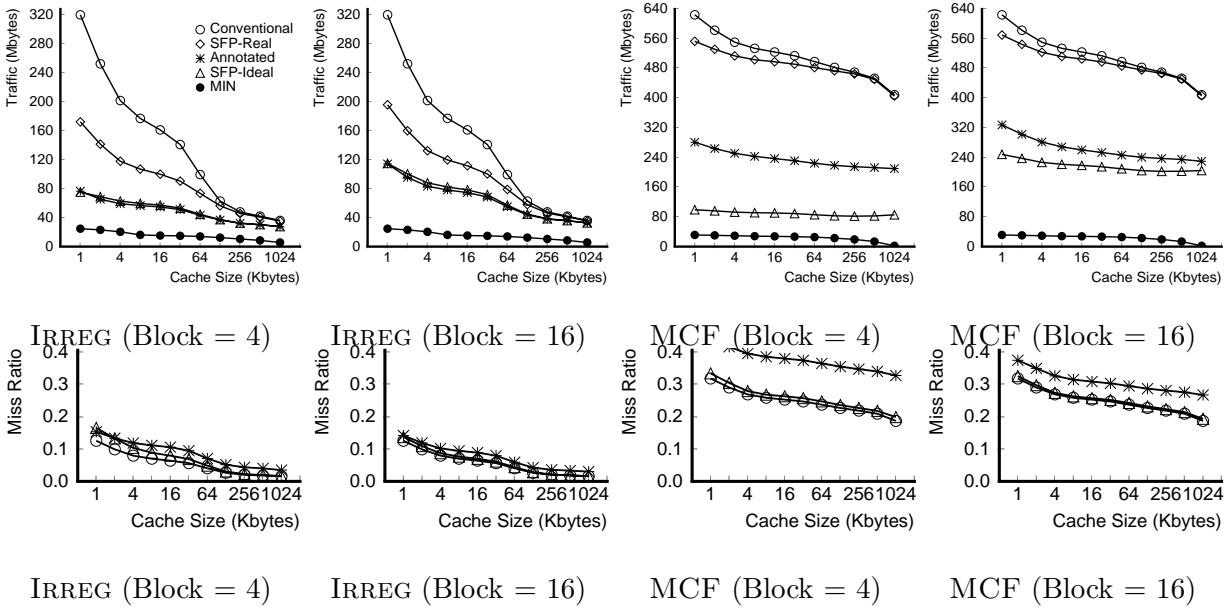 Traffic (Mbytes)
320
280
240
200
160
120
80
40
0
1 4 16 64 256 1024
Cache Size (Kbytes)
Conventional
SFP-Real
Annotated
SFP-Ideal
MIN
Traffic (Mbytes)
320
280
240
200
160
120
80
40
0
1 4 16 64 256 1024
Cache Size (Kbytes)
Traffic (Mbytes)
640
560
480
400
320
240
160
80
0
1 4 16 64 256 1024
Cache Size (Kbytes)
Traffic (Mbytes)
640
560
480
400
320
240
160
80
0
1 4 16 64 256 1024
Cache Size (Kbytes)
IRREG (Block = 4)
IRREG (Block = 16)
MCF (Block = 4)
MCF (Block = 16)
Miss Ratio
0.4
0.3
0.2
0.1
0.0
1 4 16 64 256 1024
Cache Size (Kbytes)
Miss Ratio
0.4
0.3
0.2
0.1
0.0
1 4 16 64 256 1024
Cache Size (Kbytes)
Miss Ratio
0.4
0.3
0.2
0.1
0.0
1 4 16 64 256 1024
Cache Size (Kbytes)
Miss Ratio
0.4
0.3
0.2
0.1
0.0
1 4 16 64 256 1024
Cache Size (Kbytes)
IRREG (Block = 4)
IRREG (Block = 16)
MCF (Block = 4)
MCF (Block = 16)